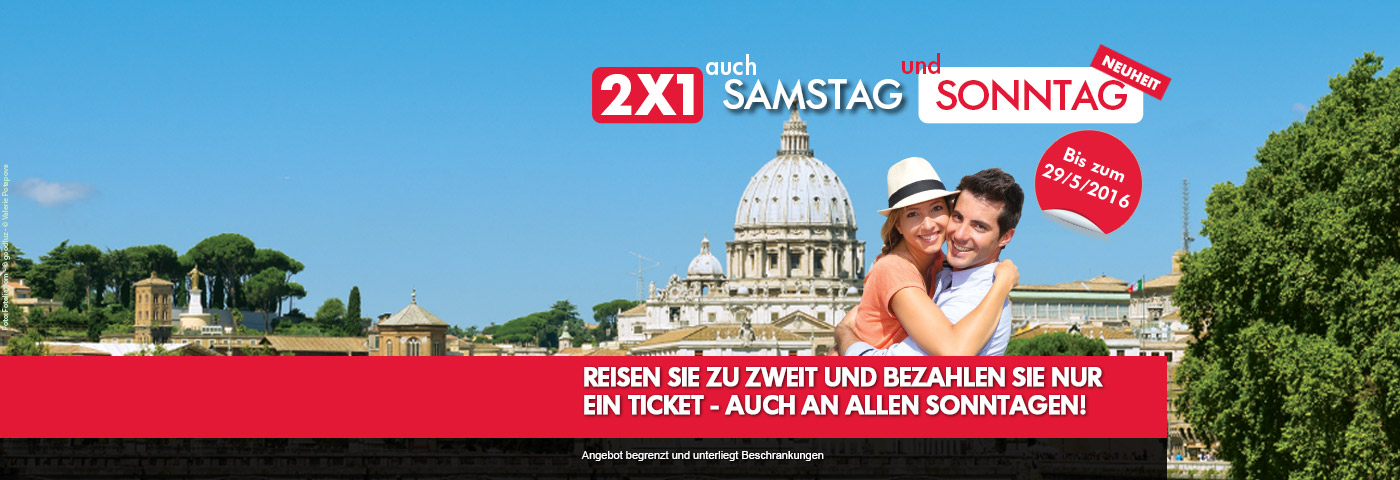 2X1 auch SAMSTAG und SONNTAG
NEUHEIT
Bis zum
29/5/2016
REISEN SIE ZU ZWEIT UND BEZAHLEN SIE NUR
EIN TICKET - AUCH AN ALLEN SONNTAGEN!
Angebot begrenzt und unterliegt Beschrankungen